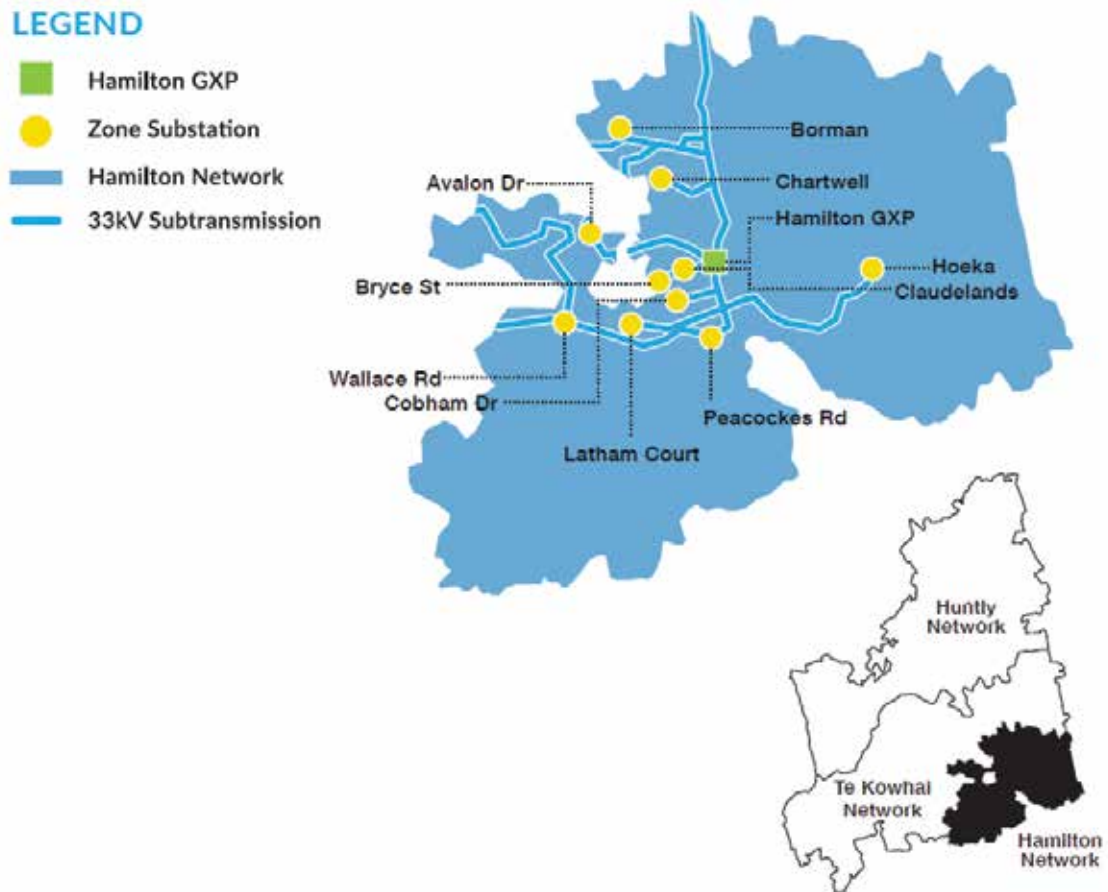 LEGEND
Hamilton GXP
Zone Substation
Hamilton Network
33kV Subtransmission
Borman
Avalon Dr
Chartwell
Hamilton GXP
Hoeka
Bryce St
Claudelands
Wallace Rd
Cobham Dr
Peacockes Rd
Latham Court
Huntly
Network
Te Kowhai
Network
Hamilton
Network